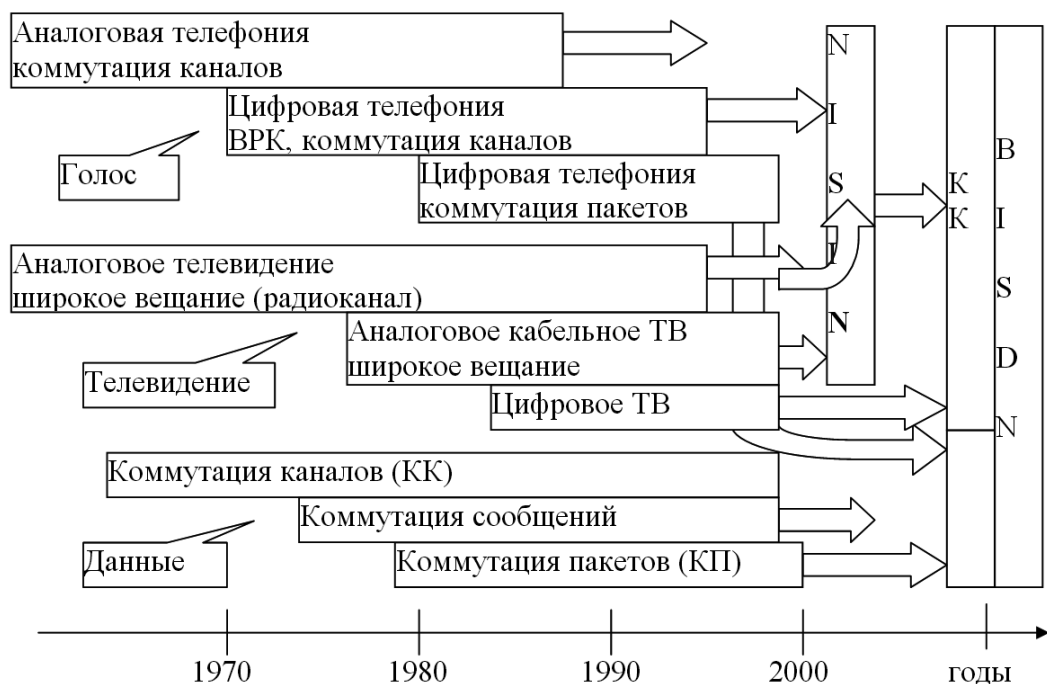 Аналоговая телефония
коммутация каналов
Цифровая телефония
ВРК, коммутация каналов
Голос
Цифровая телефония
коммутация пакетов
Аналоговое телевидение
широкое вещание (радиоканал)
Аналоговое кабельное ТВ
широкое вещание
Телевидение
Цифровое ТВ
Коммутация каналов (КК)
Коммутация сообщений
Данные
Коммутация пакетов (КП)
N
I
S
I
N
К
К
B
I
S
D
N
1970
1980
1990
2000
годы